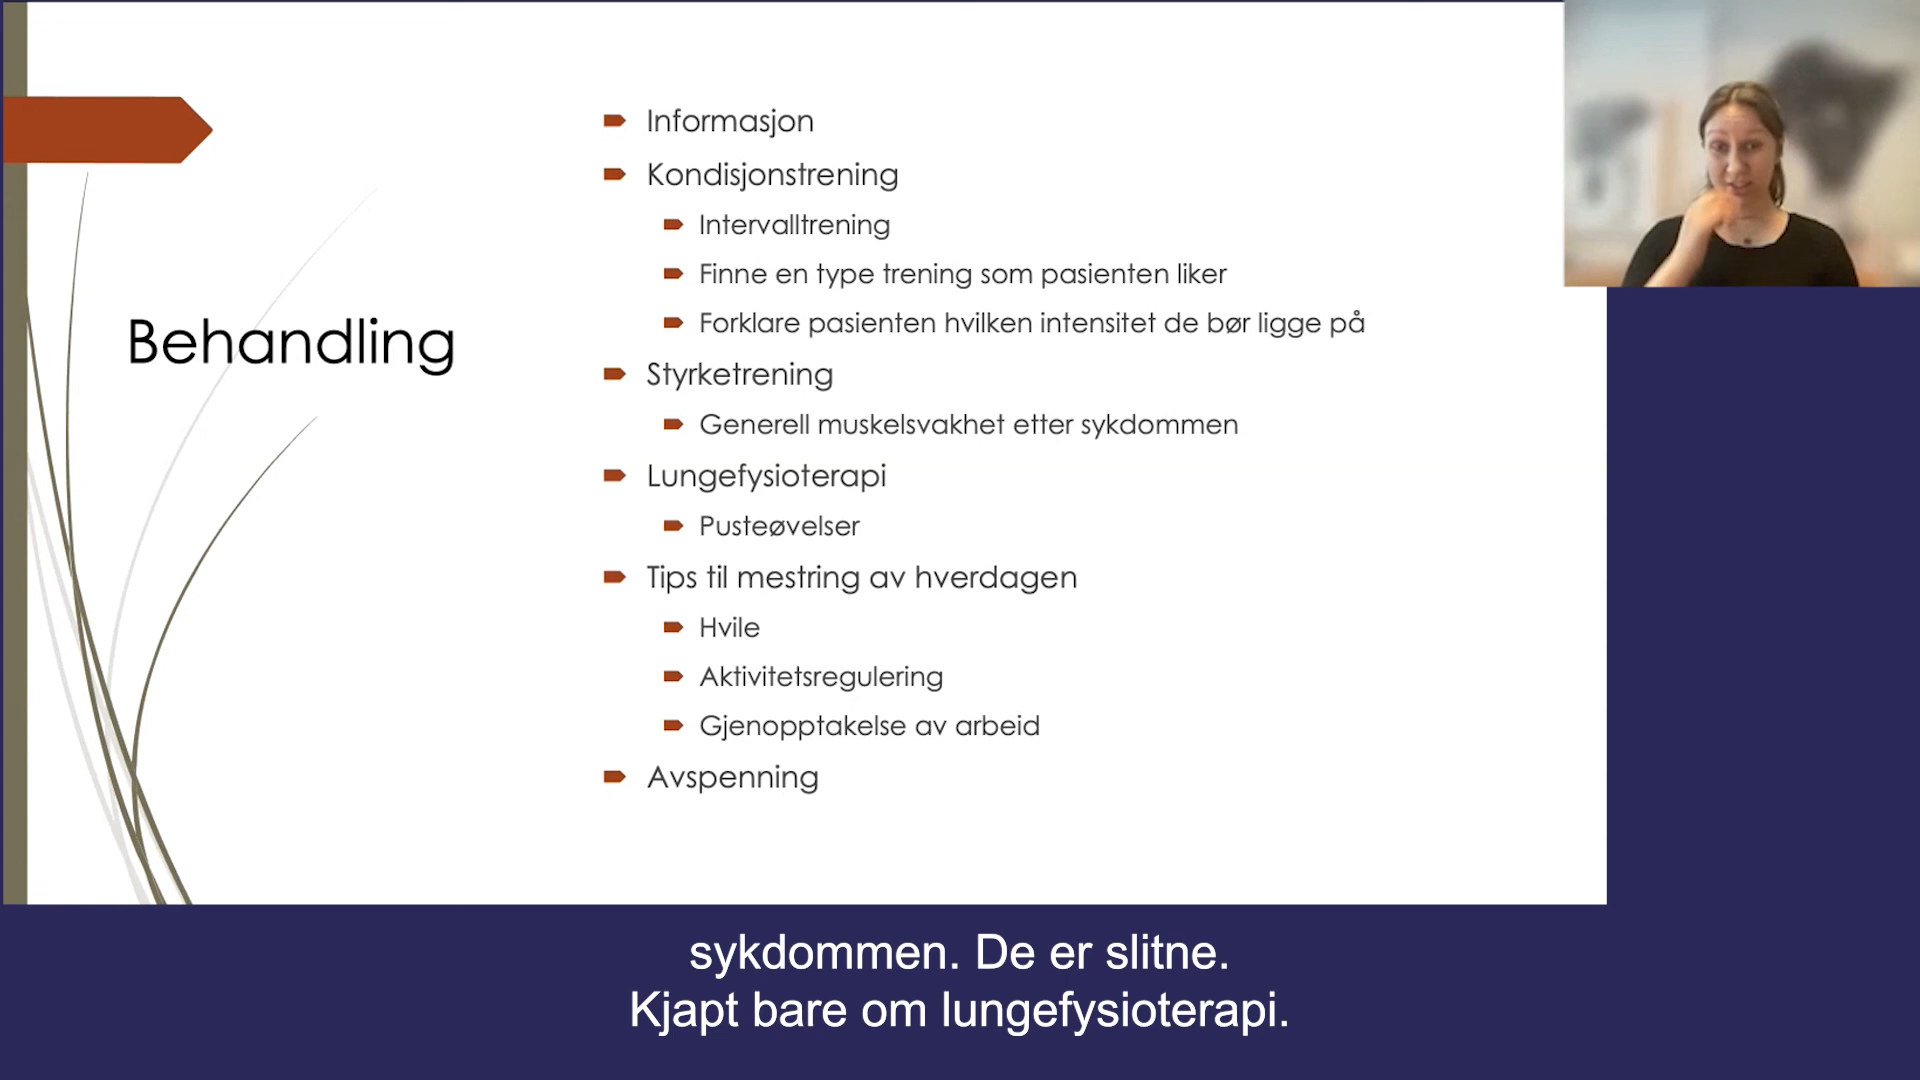 Behandling
Informasjon
Kondisjonstrening
Intervalltrening
Finne en type trening som pasienten liker
Forklare pasienten hvilken intensitet de bør ligge på
Styrketrening
Generell muskelsvakhet etter sykdommen
Lungefysioterapi
Pusteøvelser
Tips til mestring av hverdagen
Hvile
Aktivitetsregulering
Gjenopptakelse av arbeid
Avspenning
sykdommen. De er slitne.
Kjapt bare om lungefysioterapi.